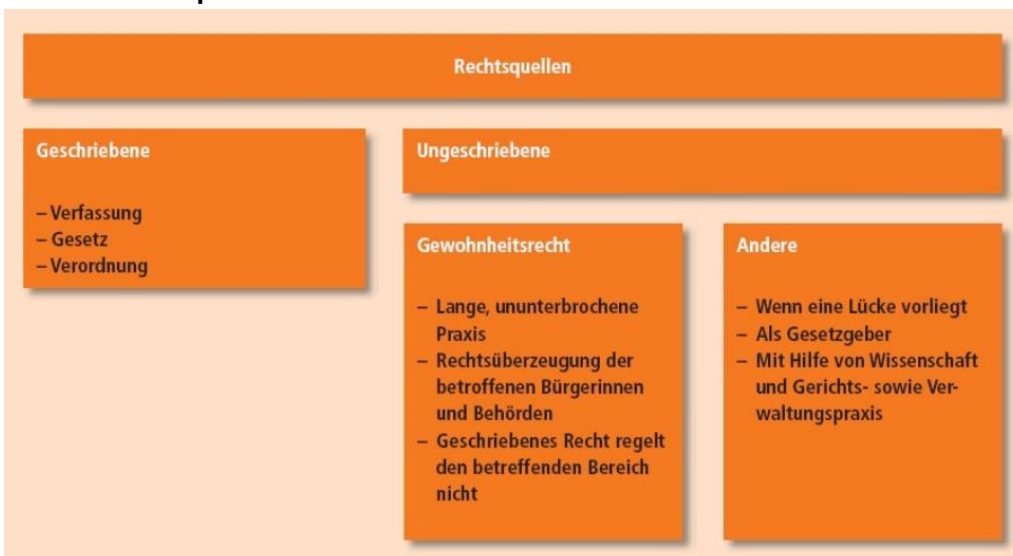 Rechtsquellen
Geschriebene
– Verfassung
– Gesetz
– Verordnung
Ungeschriebene
Gewohnheitsrecht
– Lange, ununterbrochene
Praxis
– Rechtsüberzeugung der
betroffenen Bürgerinnen
und Behörden
– Geschriebenes Recht regelt
den betreffenden Bereich
nicht
Andere
– Wenn eine Lücke vorliegt
– Als Gesetzgeber
– Mit Hilfe von Wissenschaft
und Gerichts- sowie Ver-
waltungspraxis